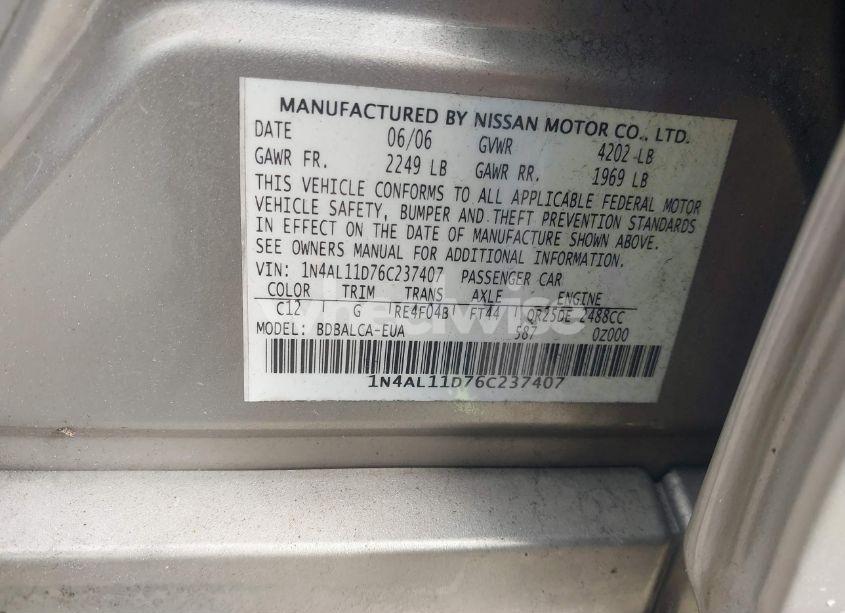 MANUFACTURED BY NISSAN MOTOR CO., LTD.
DATE 06/06 GVWR 4202 LB
GAWR FR. 2249 LB GAWR RR. 1969 LB
THIS VEHICLE CONFORMS TO ALL APPLICABLE FEDERAL MOTOR
VEHICLE SAFETY, BUMPER AND THEFT PREVENTION STANDARDS
IN EFFECT ON THE DATE OF MANUFACTURE SHOWN ABOVE.
SEE OWNERS MANUAL FOR ADDITIONAL INFORMATION.
VIN: 1N4AL11D76C237407 PASSENGER CAR
COLOR TRIM TRANS AXLE ENGINE
C12 G RE4F04B FT44 QR25DE 2488CC
MODEL: BDBALCA-EUA 587 0Z000
1N4AL11D76C237407
wheelwise